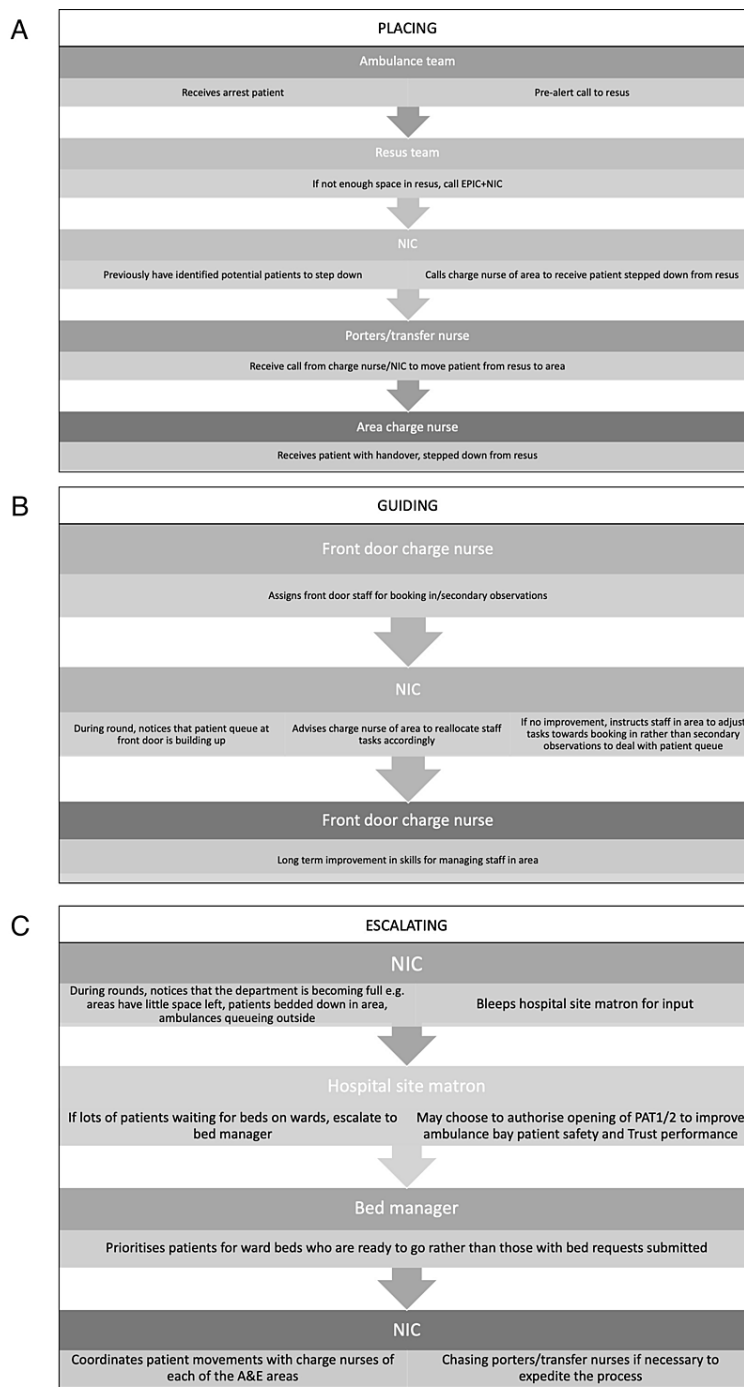 A
PLACING
Ambulance team
Receives arrest patient
Pre-alert call to resus
Resus team
If not enough space in resus, call EPIC+NIC
NIC
Previously have identified potential patients to step down
Calls charge nurse of area to receive patient stepped down from resus
Porters/transfer nurse
Receive call from charge nurse/NIC to move patient from resus to area
Area charge nurse
Receives patient with handover, stepped down from resus
B
GUIDING
Front door charge nurse
Assigns front door staff for booking in/secondary observations
NIC
During round, notices that patient queue at
front door is building up
Advises charge nurse of area to reallocate staff
tasks accordingly
If no improvement, instructs staff in area to adjust
tasks towards booking in rather than secondary
observations to deal with patient queue
Front door charge nurse
Long term improvement in skills for managing staff in area
C
ESCALATING
NIC
During rounds, notices that the department is becoming full e.g.
areas have little space left, patients bedded down in area,
ambulances queueing outside
Bleeps hospital site matron for input
Hospital site matron
If lots of patients waiting for beds on wards, escalate to
bed manager
May choose to authorise opening of PAT1/2 to improve
ambulance bay patient safety and Trust performance
Bed manager
Prioritises patients for ward beds who are ready to go rather than those with bed requests submitted
NIC
Coordinates patient movements with charge nurses of
each of the A&E areas
Chasing porters/transfer nurses if necessary to
expedite the process